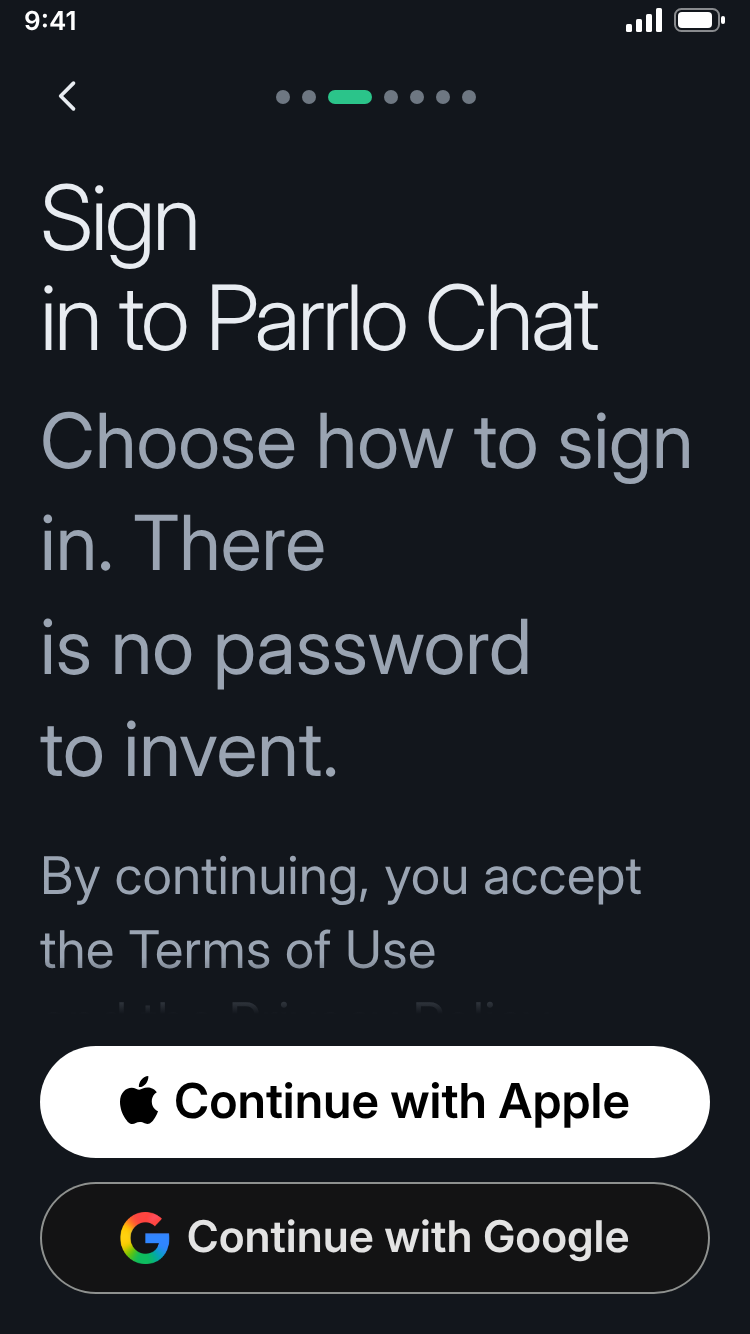 9:41
Sign
in to Parrlo Chat
Choose how to sign
in. There
is no password
to invent.
By continuing, you accept
the Terms of Use
Continue with Apple
Continue with Google